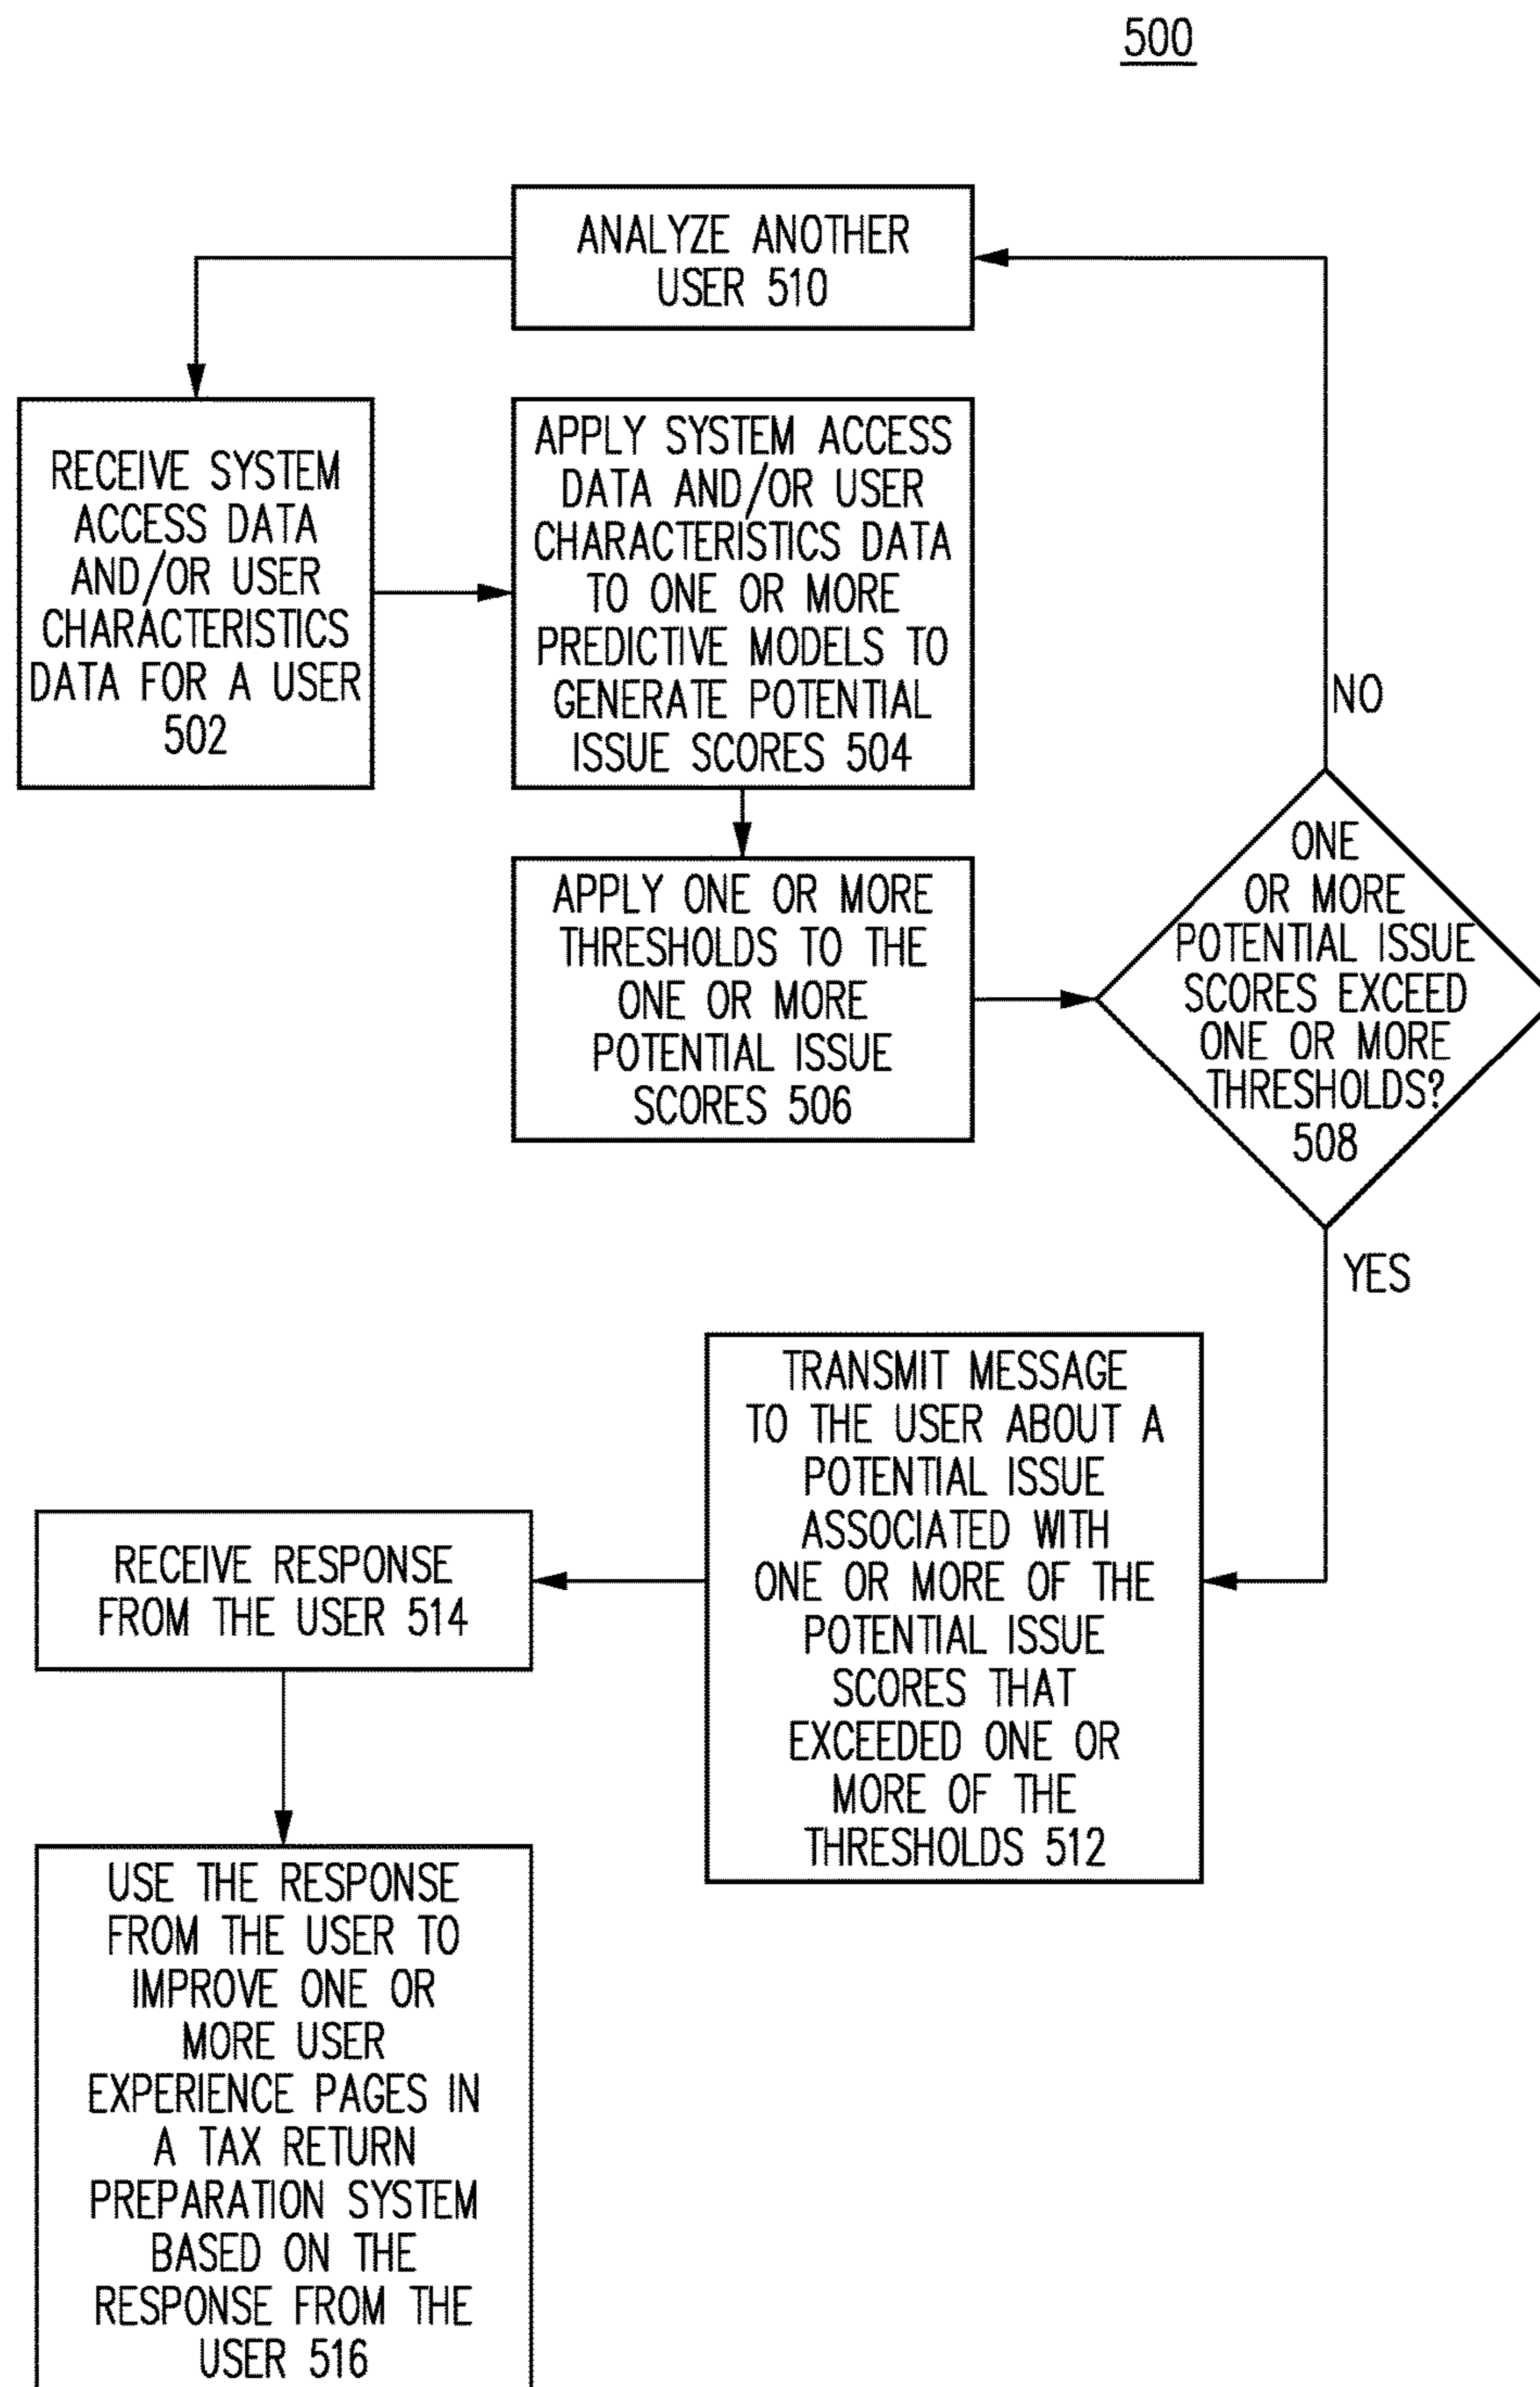 500
ANALYZE ANOTHER
USER 510
RECEIVE SYSTEM
ACCESS DATA
AND/OR USER
CHARACTERISTICS
DATA FOR A USER
502
APPLY SYSTEM ACCESS
DATA AND/OR USER
CHARACTERISTICS DATA
TO ONE OR MORE
PREDICTIVE MODELS TO
GENERATE POTENTIAL
ISSUE SCORES 504
APPLY ONE OR MORE
THRESHOLDS TO THE
ONE OR MORE
POTENTIAL ISSUE
SCORES 506
NO
ONE
OR MORE
POTENTIAL ISSUE
SCORES EXCEED
ONE OR MORE
THRESHOLDS?
508
YES
TRANSMIT MESSAGE
TO THE USER ABOUT A
POTENTIAL ISSUE
ASSOCIATED WITH
ONE OR MORE OF THE
POTENTIAL ISSUE
SCORES THAT
EXCEEDED ONE OR
MORE OF THE
THRESHOLDS 512
RECEIVE RESPONSE
FROM THE USER 514
USE THE RESPONSE
FROM THE USER TO
IMPROVE ONE OR
MORE USER
EXPERIENCE PAGES IN
A TAX RETURN
PREPARATION SYSTEM
BASED ON THE
RESPONSE FROM THE
USER 516